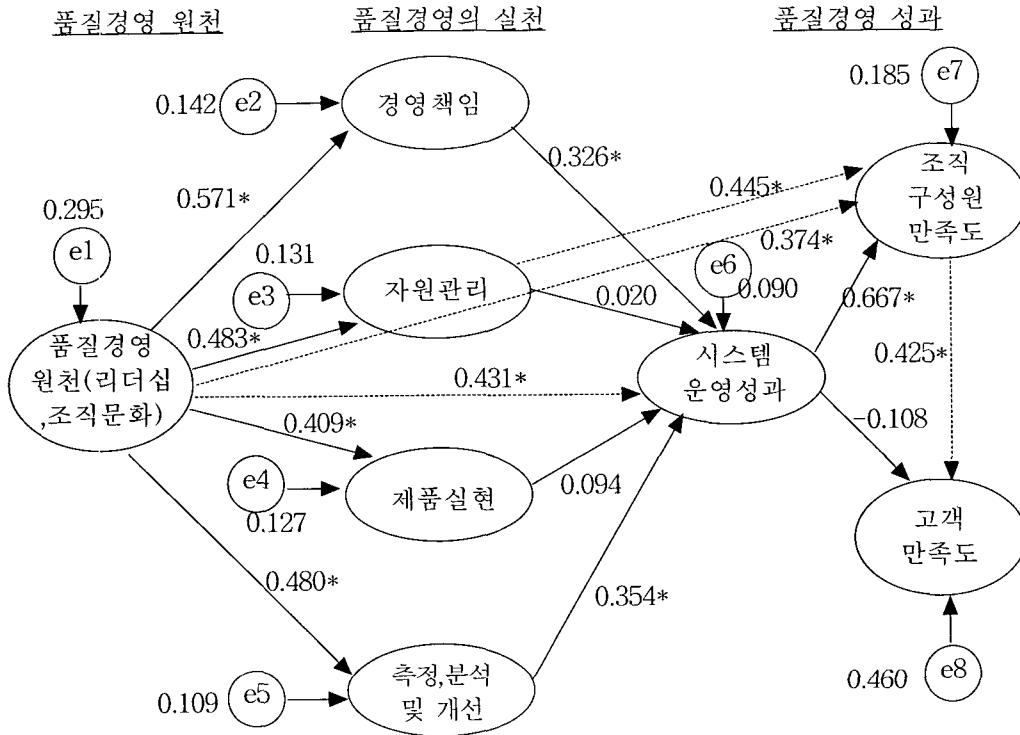 품질경영 원천
품질경영의 실천
품질경영 성과
0.142
e2
경영책임
0.185
e7
0.326*
조직
구성원
만족도
0.571*
0.445*
0.295
e1
0.131
e3
자원관리
0.374*
e6
0.090
0.020
0.667*
0.483*
품질경영
원천(리더십
,조직문화)
0.431*
시스템
운영성과
0.425*
0.409*
-0.108
e4
0.127
제품실현
0.094
고객
만족도
0.480*
0.354*
0.109
e5
측정,분석
및 개선
0.460
e8